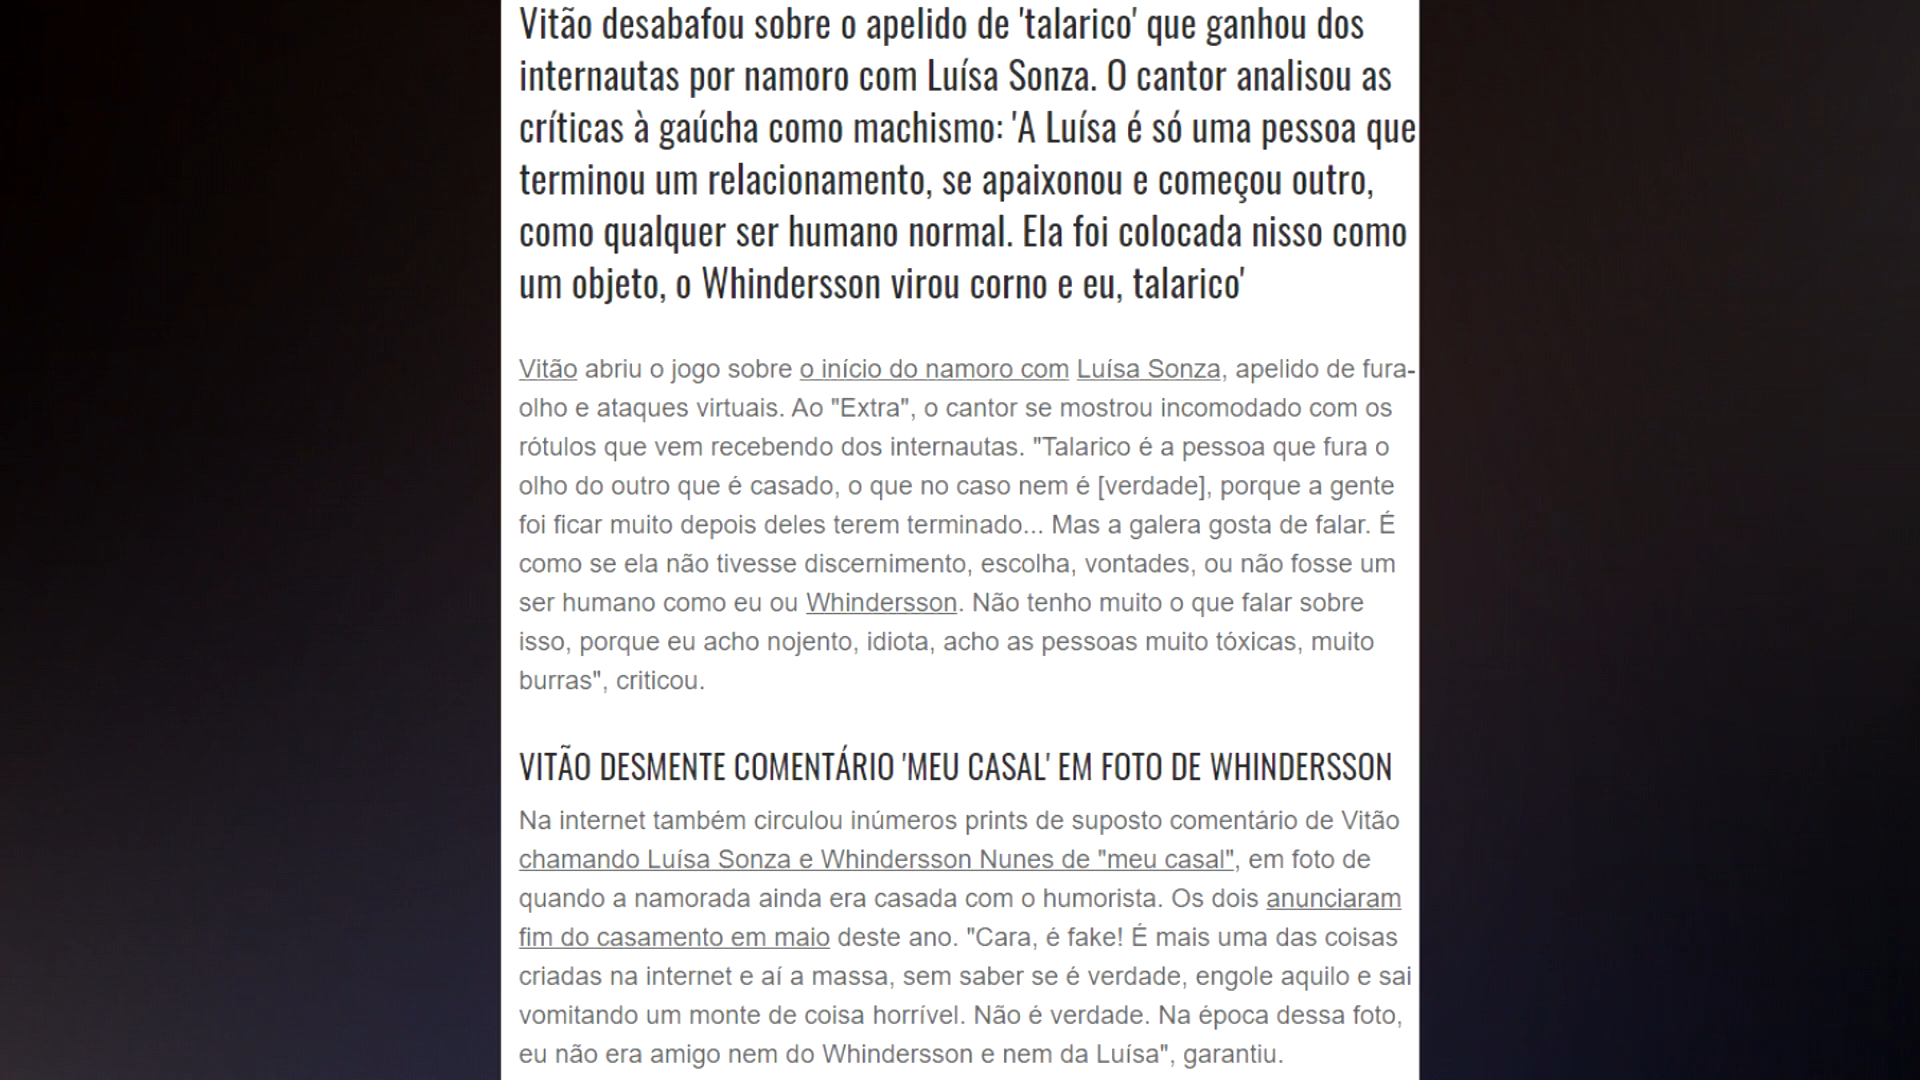 Vitão desabafou sobre o apelido de 'talarico' que ganhou dos
internautas por namoro com Luísa Sonza. O cantor analisou as
críticas à gaúcha como machismo: 'A Luísa é só uma pessoa que
terminou um relacionamento, se apaixonou e começou outro,
como qualquer ser humano normal. Ela foi colocada nisso como
um objeto, o Whindersson virou corno e eu, talarico'
Vitão abriu o jogo sobre o início do namoro com Luísa Sonza, apelido de fura-
olho e ataques virtuais. Ao "Extra", o cantor se mostrou incomodado com os
rótulos que vem recebendo dos internautas. "Talarico é a pessoa que fura o
olho do outro que é casado, o que no caso nem é [verdade], porque a gente
foi ficar muito depois deles terem terminado... Mas a galera gosta de falar. É
como se ela não tivesse discernimento, escolha, vontades, ou não fosse um
ser humano como eu ou Whindersson. Não tenho muito o que falar sobre
isso, porque eu acho nojento, idiota, acho as pessoas muito tóxicas, muito
burras", criticou.
VITÃO DESMENTE COMENTÁRIO 'MEU CASAL' EM FOTO DE WHINDERSSON
Na internet também circulou inúmeros prints de suposto comentário de Vitão
chamando Luísa Sonza e Whindersson Nunes de "meu casal", em foto de
quando a namorada ainda era casada com o humorista. Os dois anunciaram
fim do casamento em maio deste ano. "Cara, é fake! É mais uma das coisas
criadas na internet e aí a massa, sem saber se é verdade, engole aquilo e sai
vomitando um monte de coisa horrível. Não é verdade. Na época dessa foto,
eu não era amigo nem do Whindersson e nem da Luísa", garantiu.